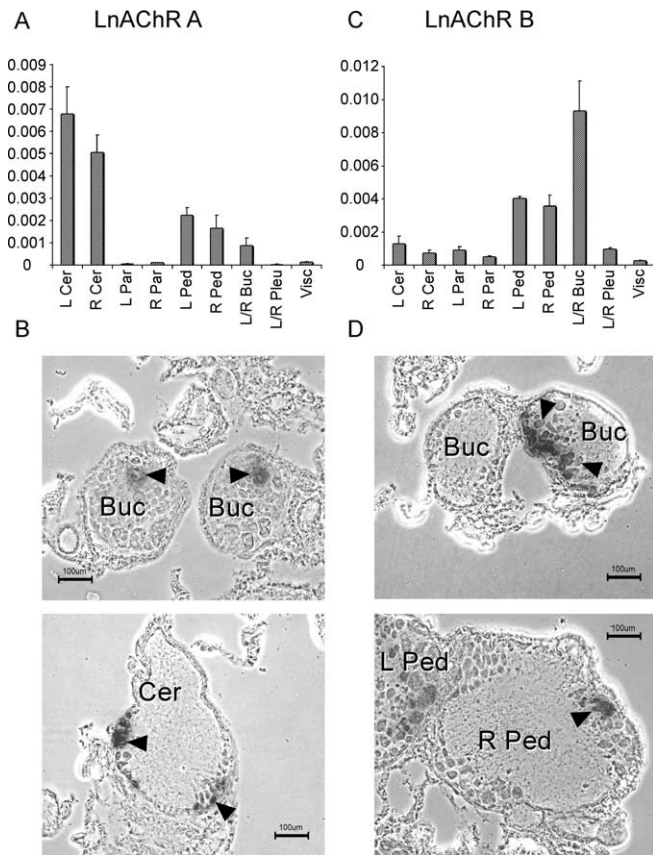 A LnAChR A
C LnAChR B
0.009
0.008
0.007
0.006
0.005
0.004
0.003
0.002
0.001
0
L Cer
R Cer
L Par
R Par
L Ped
R Ped
L/R Buc
L/R Pleu
Visc
0.012
0.010
0.006
0.004
0.002
0
L Cer
R Cer
L Par
R Par
L Ped
R Ped
L/R Buc
L/R Pleu
Visc
B
Buc
Buc
100um
Cer
100um
D
Buc
Buc
100um
100um
L Ped
R Ped